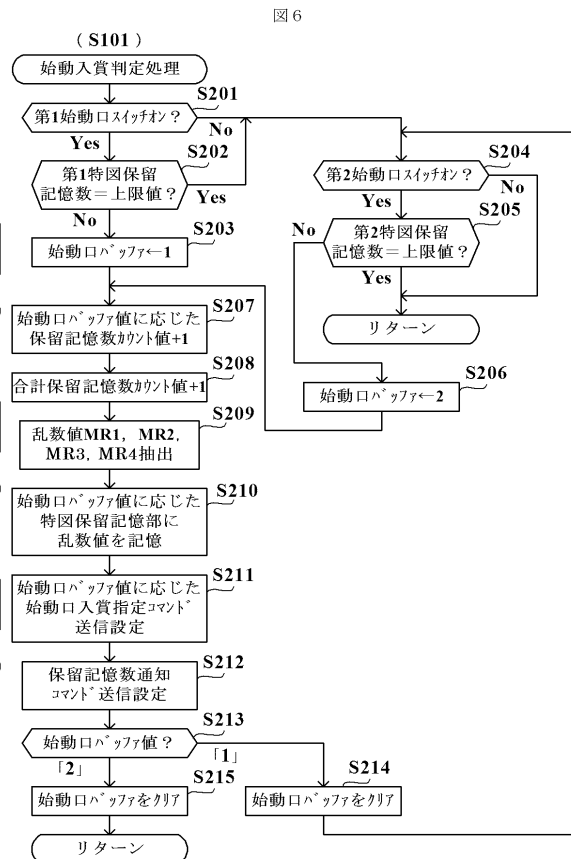 図６
( S101 )
始動入賞判定処理
S201
第1始動口ｽｲｯﾁｵﾝ？
No
Yes
S202
第1特図保留
記憶数＝上限値？
Yes
No
S203
始動口ﾊﾞｯﾌｧ←1
S204
第2始動口ｽｲｯﾁｵﾝ？
No
Yes
S205
第2特図保留
記憶数＝上限値？
No
Yes
リターン
S206
始動口ﾊﾞｯﾌｧ←2
S207
始動口ﾊﾞｯﾌｧ値に応じた
保留記憶数ｶｳﾝﾄ値+1
S208
合計保留記憶数ｶｳﾝﾄ値+1
S209
乱数値MR1，MR2，
MR3，MR4抽出
S210
始動口ﾊﾞｯﾌｧ値に応じた
特図保留記憶部に
乱数値を記憶
S211
始動口ﾊﾞｯﾌｧ値に応じた
始動口入賞指定ｺﾏﾝﾄﾞ
送信設定
S212
保留記憶数通知
ｺﾏﾝﾄﾞ送信設定
S213
始動口ﾊﾞｯﾌｧ値？
「1」
「2」
S214
始動口ﾊﾞｯﾌｧをｸﾘｱ
S215
始動口ﾊﾞｯﾌｧをｸﾘｱ
リターン